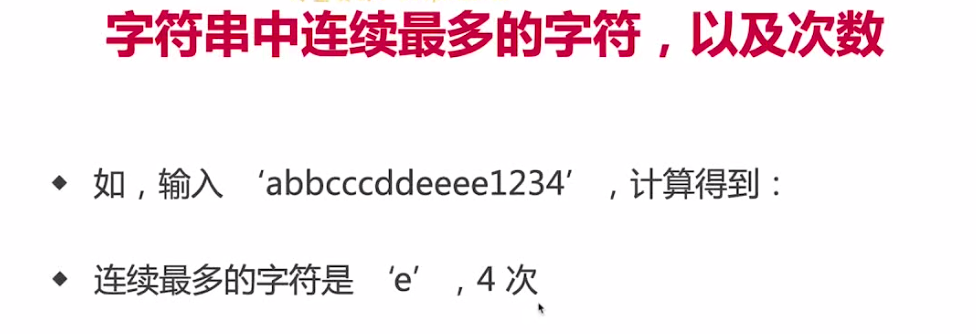 字符串中连续最多的字符，以及次数
◆ 如，输入 ‘abbcccddeeee1234’ ，计算得到：
◆ 连续最多的字符是 ‘e’ ，4 次